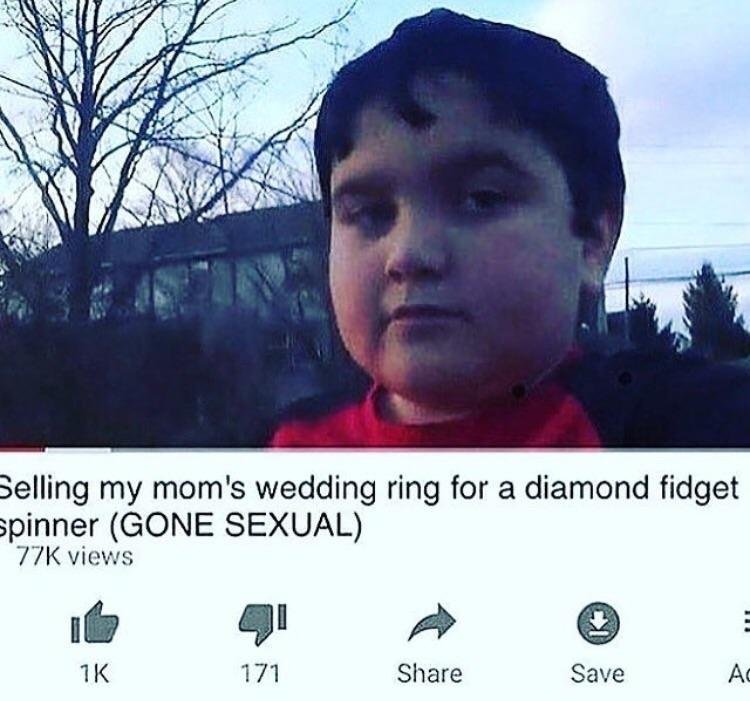 Selling my mom's wedding ring for a diamond fidget
spinner (GONE SEXUAL)
77K views
1K
171
Share
Save